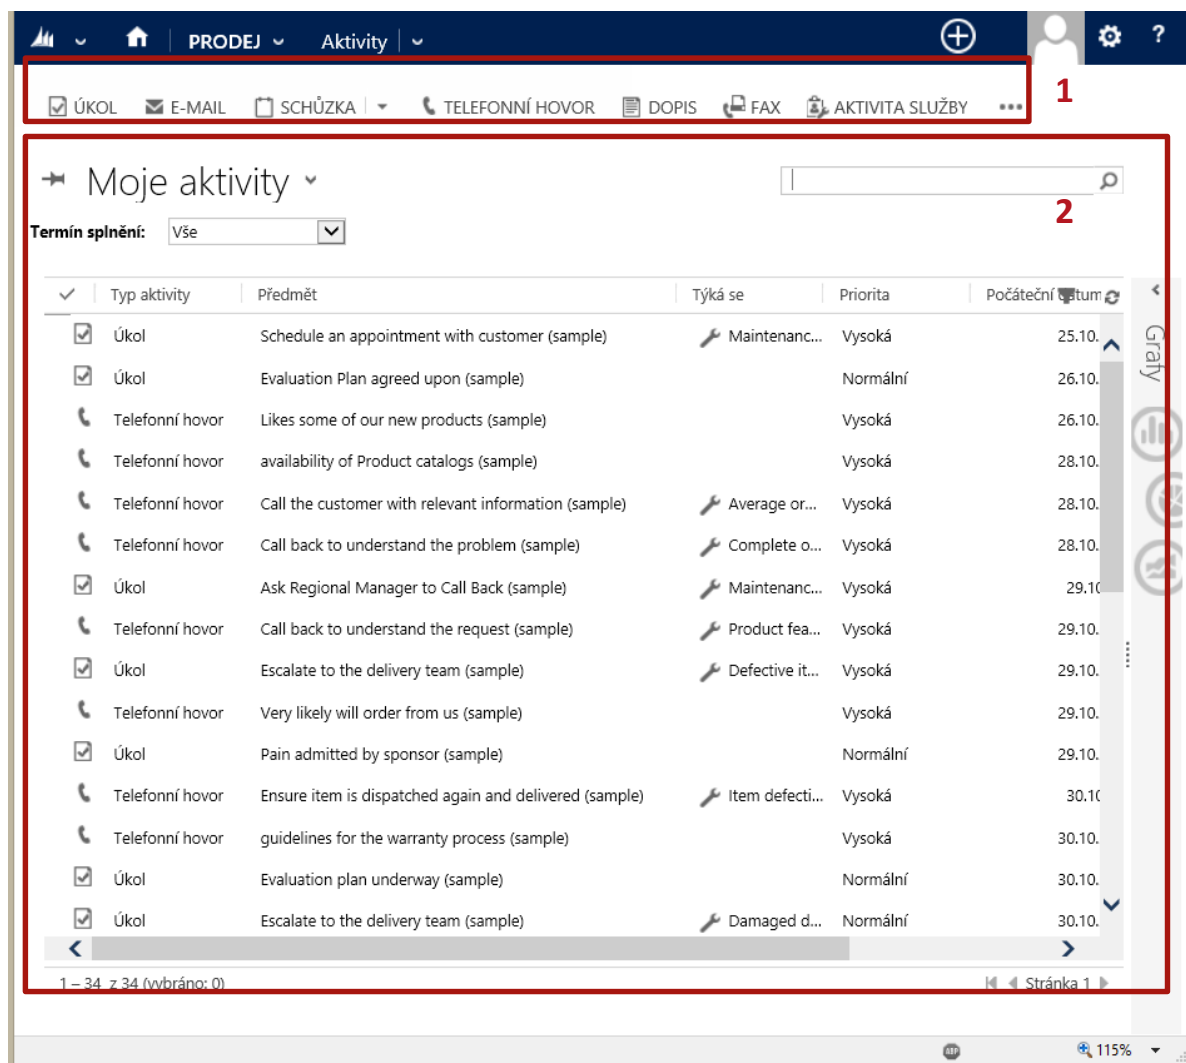 PRODEJ Aktivity ?
ÚKOL E-MAIL SCHŮZKA TELEFONNÍ HOVOR DOPIS FAX AKTIVITA SLUŽBY ••• 1
Moje aktivity
2
Termín splnění: Vše
Typ aktivity Předmět Týká se Priorita Počáteční datum
Grafy
Úkol Schedule an appointment with customer (sample) Maintenanc... Vysoká 25.10.
Úkol Evaluation Plan agreed upon (sample) Normální 26.10.
Telefonní hovor Likes some of our new products (sample) Vysoká 26.10.
Telefonní hovor availability of Product catalogs (sample) Vysoká 28.10.
Telefonní hovor Call the customer with relevant information (sample) Average or... Vysoká 28.10.
Telefonní hovor Call back to understand the problem (sample) Complete o... Vysoká 28.10.
Úkol Ask Regional Manager to Call Back (sample) Maintenanc... Vysoká 29.10
Telefonní hovor Call back to understand the request (sample) Product fea... Vysoká 29.10.
Úkol Escalate to the delivery team (sample) Defective it... Vysoká 29.10.
Telefonní hovor Very likely will order from us (sample) Vysoká 29.10.
Úkol Pain admitted by sponsor (sample) Normální 29.10.
Telefonní hovor Ensure item is dispatched again and delivered (sample) Item defecti... Vysoká 30.10
Telefonní hovor guidelines for the warranty process (sample) Vysoká 30.10.
Úkol Evaluation plan underway (sample) Normální 30.10.
Úkol Escalate to the delivery team (sample) Damaged d... Normální 30.10.
1 – 34 z 34 (vybráno: 0) Stránka 1
ABP 115%